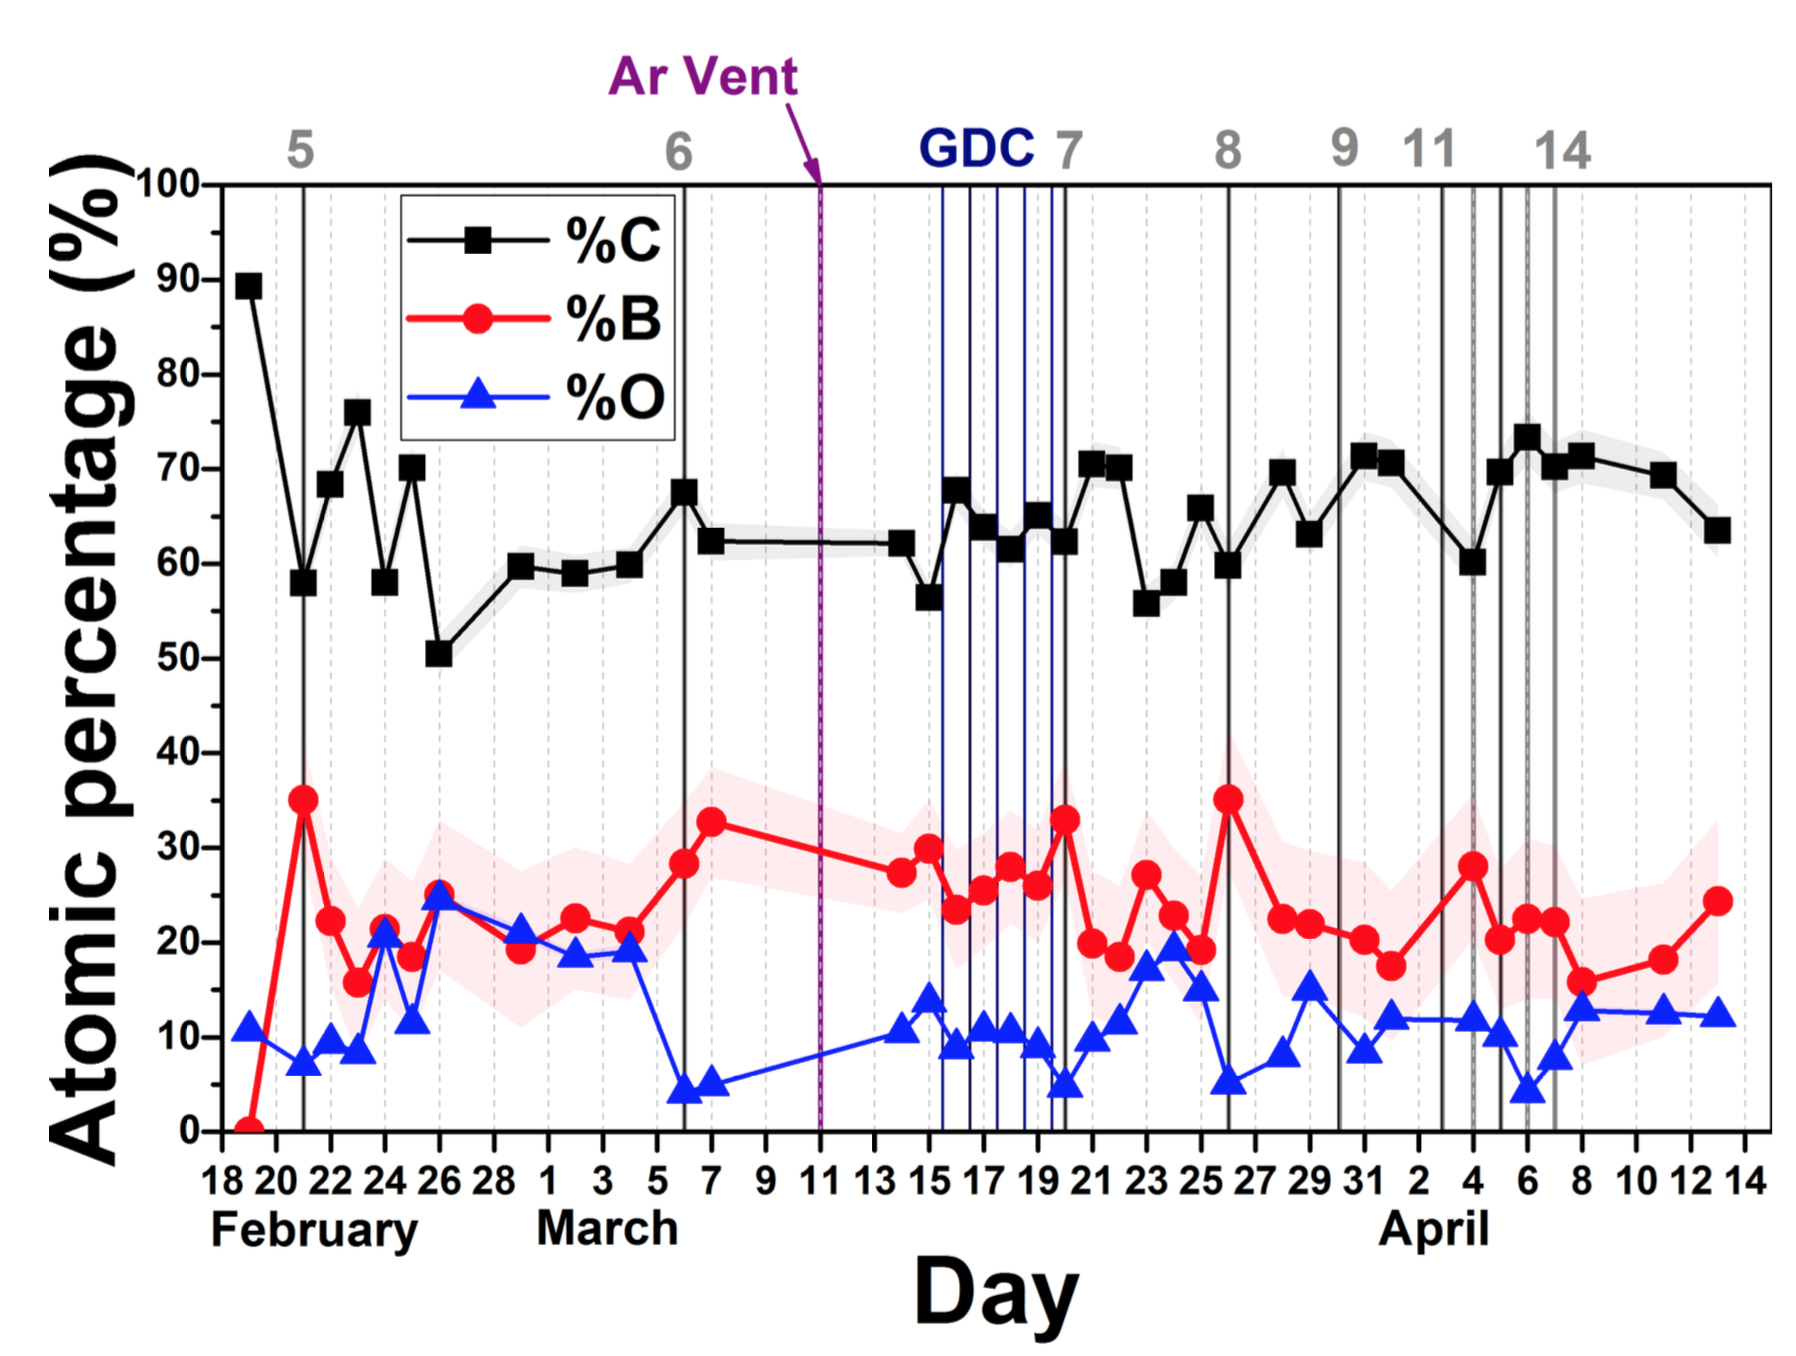 Ar Vent
5 6 GDC 7 8 9 11 14
Atomic percentage (%)
100
90
80
70
60
50
40
30
20
10
0
%C
%B
%O
18 20 22 24 26 28 1 3 5 7 9 11 13 15 17 19 21 23 25 27 29 31 2 4 6 8 10 12 14
February March April
Day